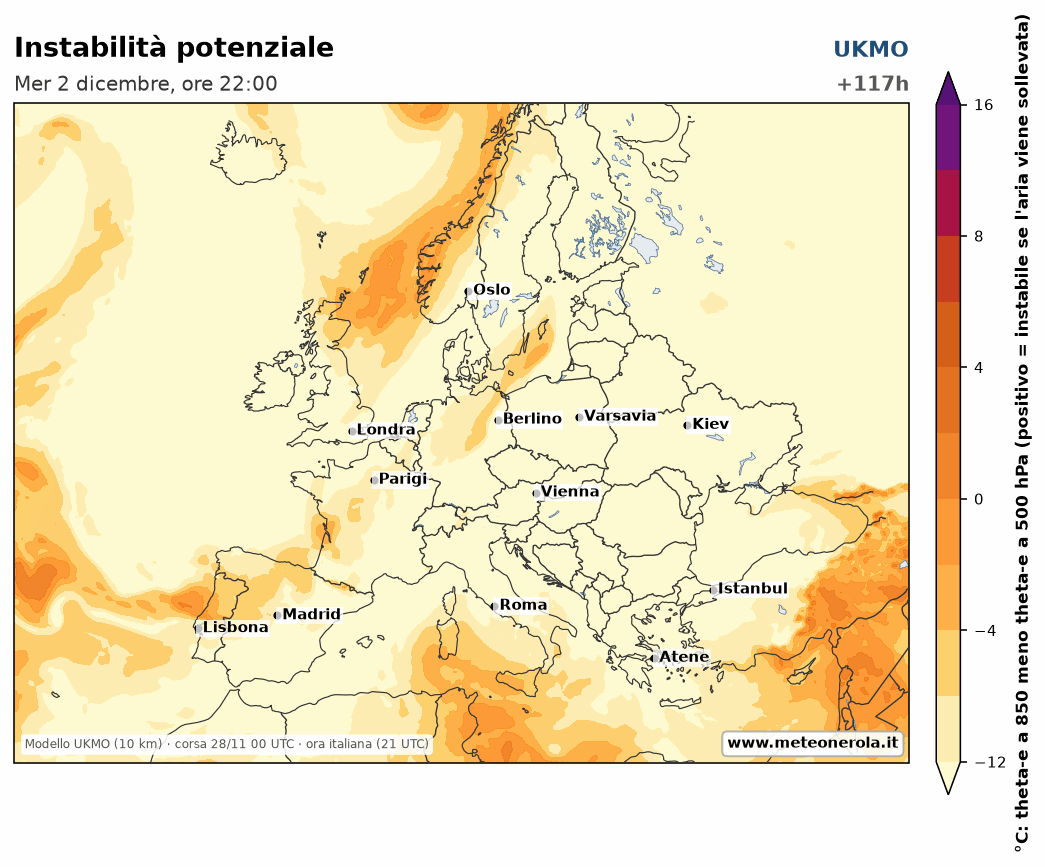 Instabilità potenziale
UKMO
Mer 2 dicembre, ore 22:00
+117h
Oslo
Londra
Berlino
Varsavia
Kiev
Parigi
Vienna
Istanbul
Roma
Madrid
Lisbona
Atene
Modello UKMO (10 km) · corsa 28/11 00 UTC · ora italiana (21 UTC)
www.meteonerola.it
16
8
4
0
−4
−12
°C: theta-e a 850 meno theta-e a 500 hPa (positivo = instabile se l'aria viene sollevata)